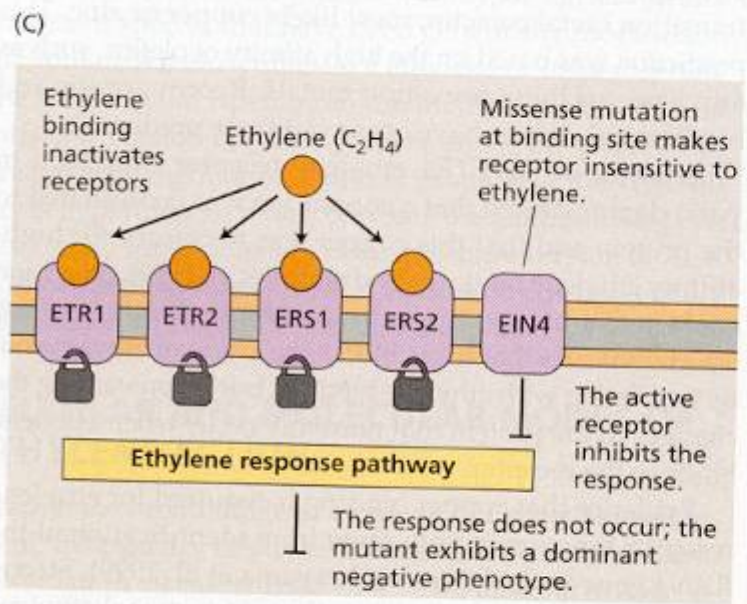 (C)
Ethylene
binding
inactivates
receptors
Ethylene (C₂H₄)
Missense mutation
at binding site makes
receptor insensitive to
ethylene.
ETR1
ETR2
ERS1
ERS2
EIN4
The active
receptor
inhibits the
response.
Ethylene response pathway
The response does not occur; the
mutant exhibits a dominant
negative phenotype.